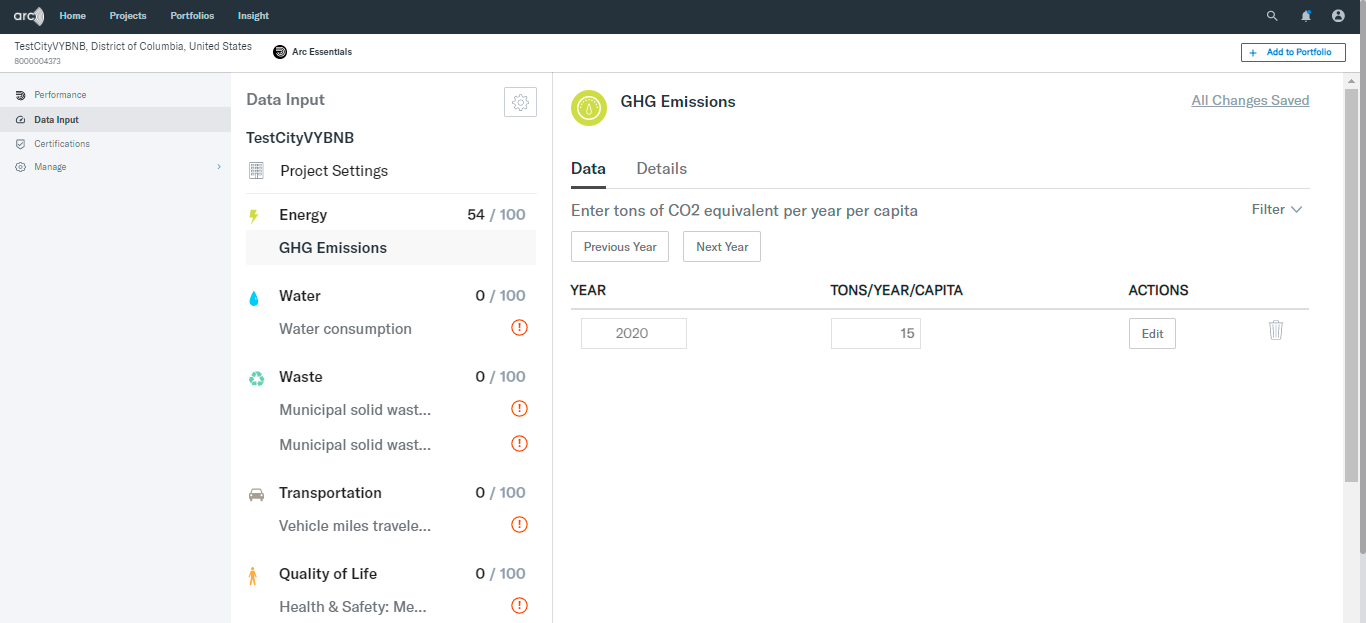 arc
Home
Projects
Portfolios
Insight
TestCityVYBNB, District of Columbia, United States
8000004373
Arc Essentials
+ Add to Portfolio
Performance
Data Input
Certifications
Manage
Data Input
TestCityVYBNB
Project Settings
Energy 54 / 100
GHG Emissions
Water 0 / 100
Water consumption
Waste 0 / 100
Municipal solid wast...
Municipal solid wast...
Transportation 0 / 100
Vehicle miles travele...
Quality of Life 0 / 100
Health & Safety: Me...
GHG Emissions
All Changes Saved
Data Details
Enter tons of CO2 equivalent per year per capita
Filter
Previous Year Next Year
YEAR TONS/YEAR/CAPITA ACTIONS
2020 15 Edit